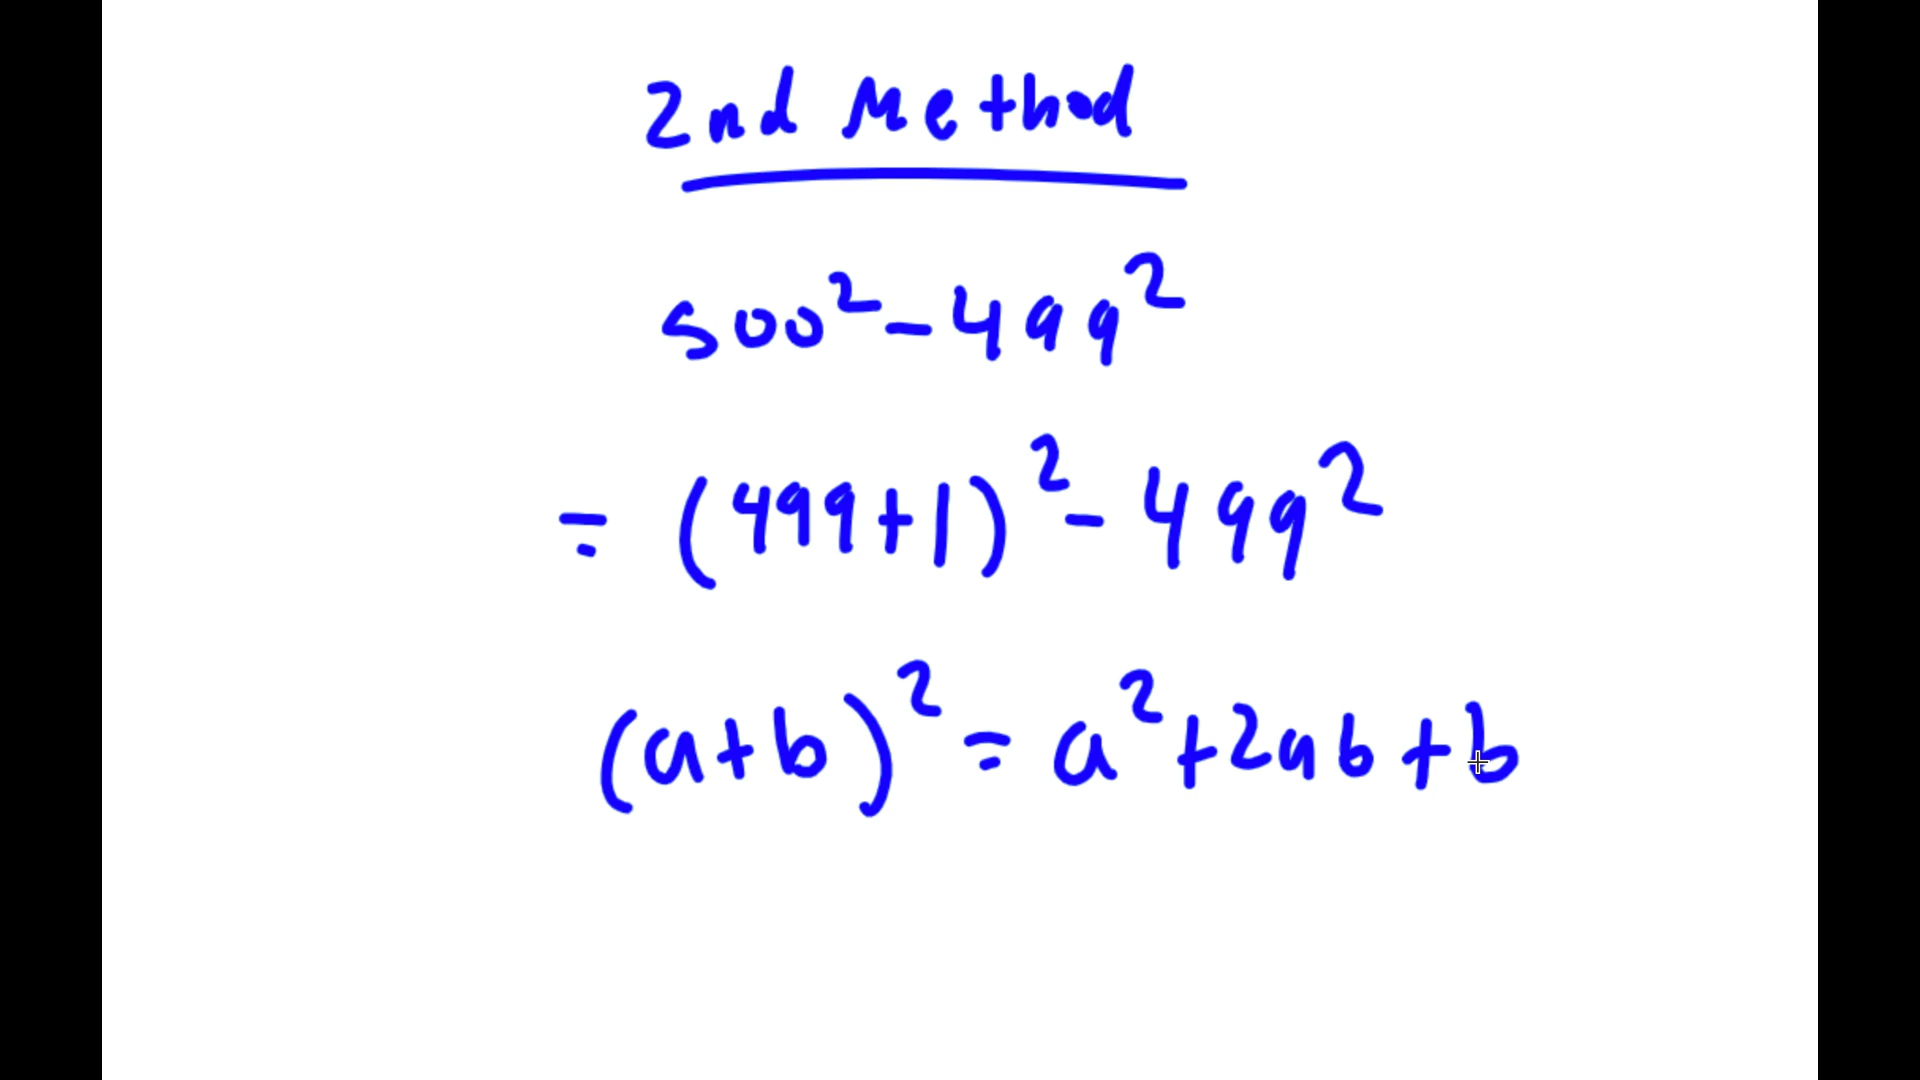 2nd Method
500² - 499²
= (499+1)² - 499²
(a+b)² = a² + 2ab + b